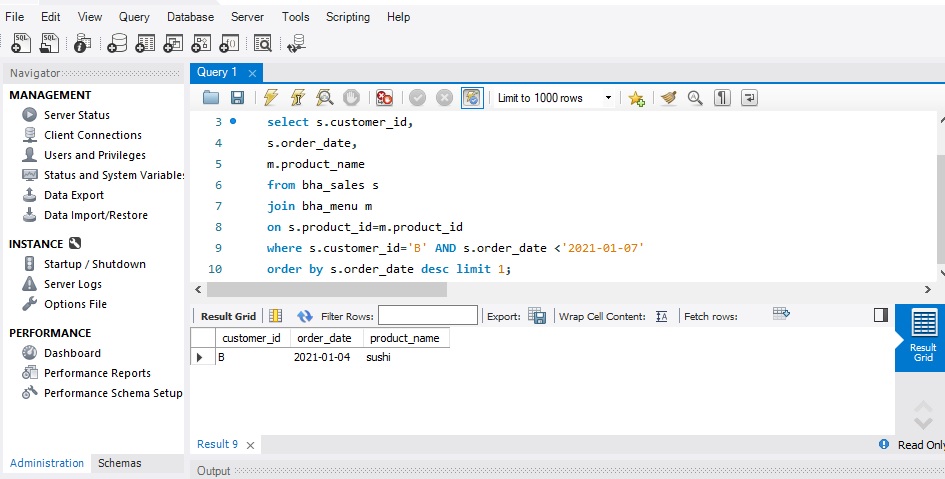 File Edit View Query Database Server Tools Scripting Help
Navigator
MANAGEMENT
Server Status
Client Connections
Users and Privileges
Status and System Variable
Data Export
Data Import/Restore
INSTANCE
Startup / Shutdown
Server Logs
Options File
PERFORMANCE
Dashboard
Performance Reports
Performance Schema Setup
Administration Schemas
Query 1
Limit to 1000 rows
3 select s.customer_id,
4 s.order_date,
5 m.product_name
6 from bha_sales s
7 join bha_menu m
8 on s.product_id=m.product_id
9 where s.customer_id='B' AND s.order_date <'2021-01-07'
10 order by s.order_date desc limit 1;
Result Grid Filter Rows: Export: Wrap Cell Content: Fetch rows:
customer_id order_date product_name
B 2021-01-04 sushi
Result
Grid
Result 9 Read Only
Output